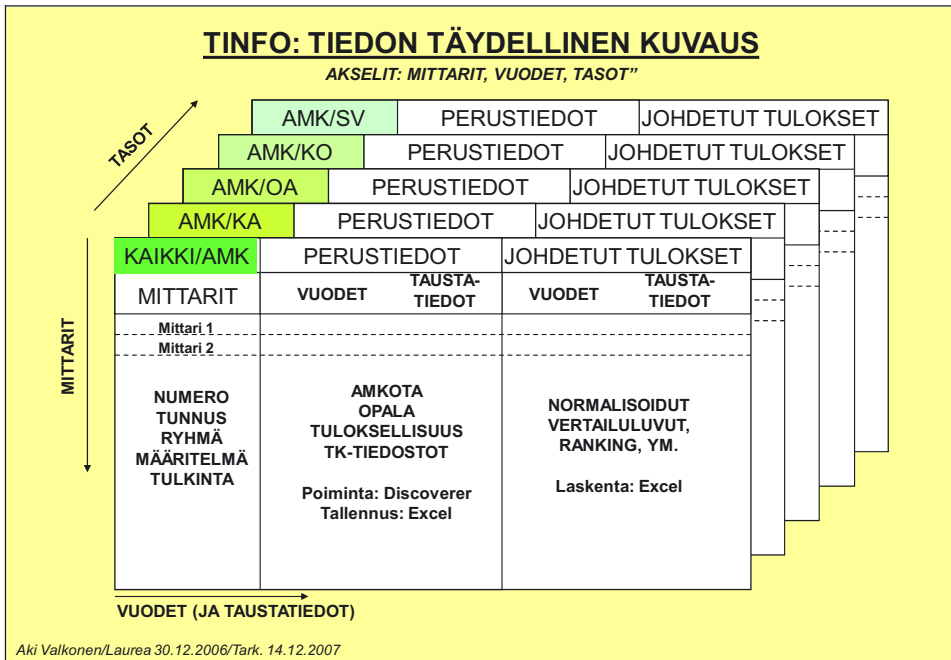 TINFO: TIEDON TÄYDELLINEN KUVAUS
AKSELIT: MITTARIT, VUODET, TASOT”
TASOT
AMK/SV PERUSTIEDOT JOHDETUT TULOKSET
AMK/KO PERUSTIEDOT JOHDETUT TULOKSET
AMK/OA PERUSTIEDOT JOHDETUT TULOKSET
AMK/KA PERUSTIEDOT JOHDETUT TULOKSET
KAIKKI/AMK PERUSTIEDOT JOHDETUT TULOKSET
MITTARIT
MITTARIT
VUODET
TAUSTA-
TIEDOT
VUODET
TAUSTA-
TIEDOT
Mittari 1
Mittari 2
NUMERO
TUNNUS
RYHMÄ
MÄÄRITELMÄ
TULKINTA
AMKOTA
OPALA
TULOKSELLISUUS
TK-TIEDOSTOT
Poiminta: Discoverer
Tallennus: Excel
NORMALISOIDUT
VERTAILULUVUT,
RANKING, YM.
Laskenta: Excel
VUODET (JA TAUSTATIEDOT)
Aki Valkonen/Laurea 30.12.2006/Tark. 14.12.2007